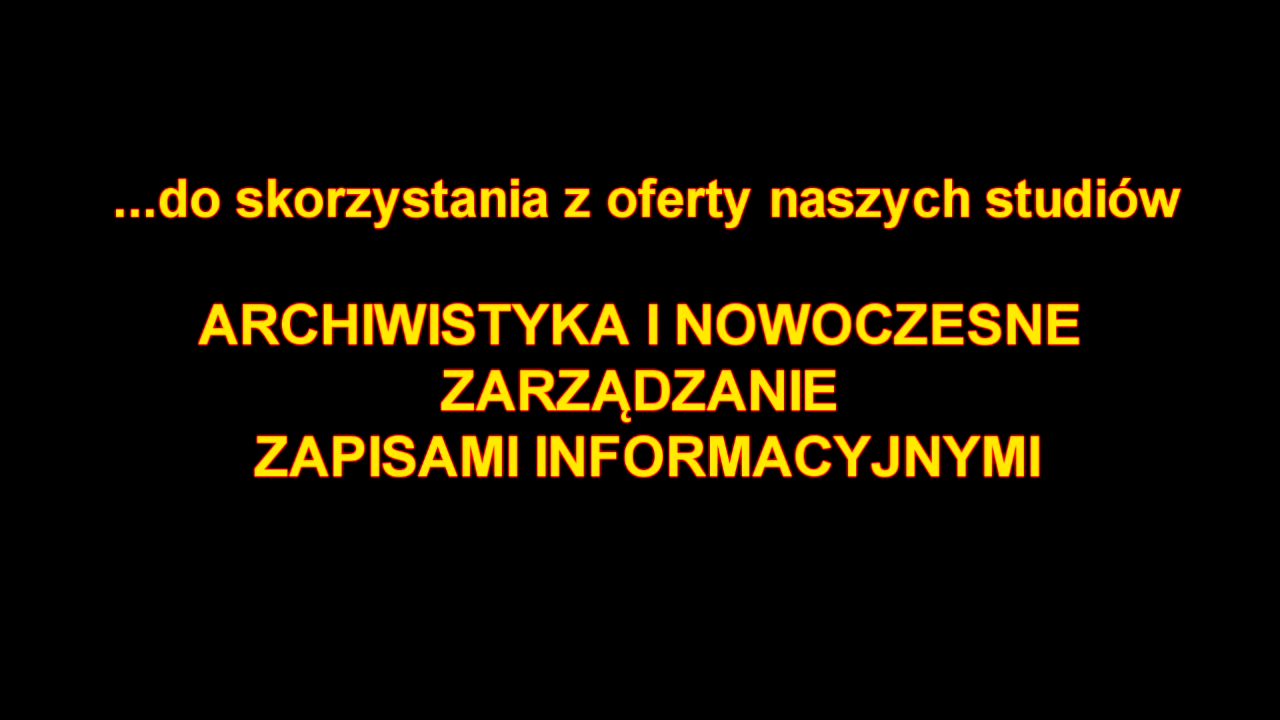 ...do skorzystania z oferty naszych studiów
ARCHIWISTYKA I NOWOCZESNE
ZARZĄDZANIE
ZAPISAMI INFORMACYJNYMI